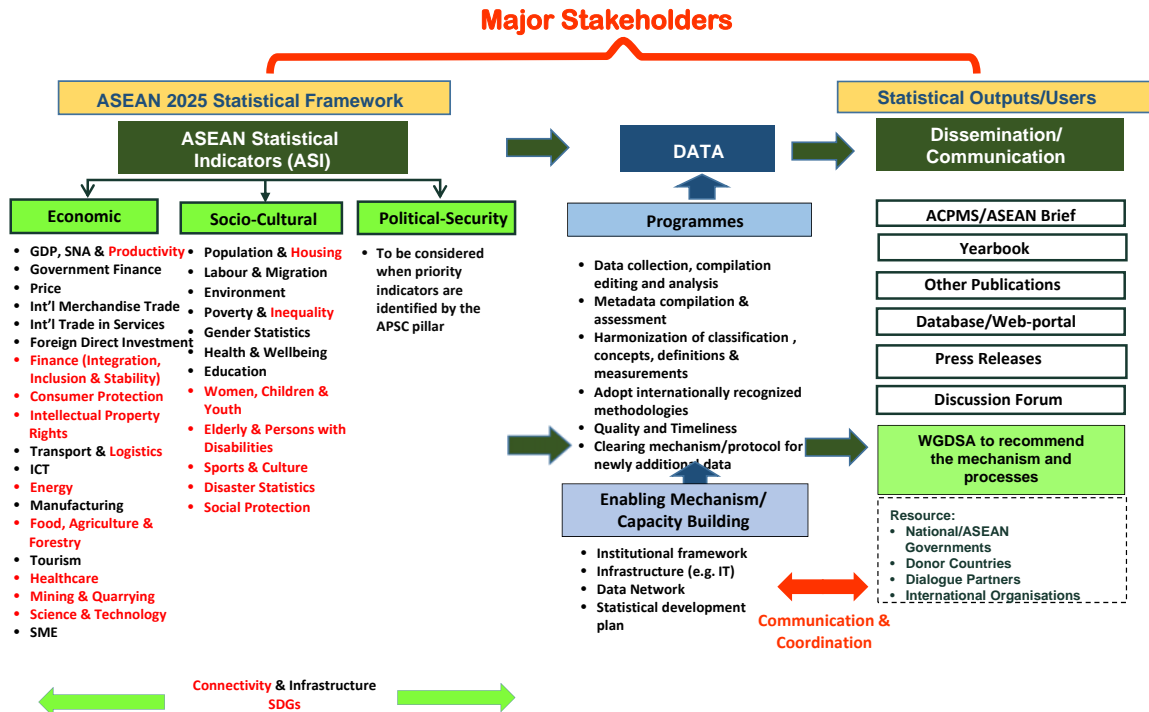 Major Stakeholders
ASEAN 2025 Statistical Framework
Statistical Outputs/Users
ASEAN Statistical
Indicators (ASI)
DATA
Dissemination/
Communication
Economic
• GDP, SNA & Productivity
• Government Finance
• Price
• Int'l Merchandise Trade
• Int'l Trade in Services
• Foreign Direct Investment
• Finance (Integration,
Inclusion & Stability)
• Consumer Protection
• Intellectual Property
Rights
• Transport & Logistics
• ICT
• Energy
• Manufacturing
• Food, Agriculture &
Forestry
• Tourism
• Healthcare
• Mining & Quarrying
• Science & Technology
• SME
Socio-Cultural
• Population & Housing
• Labour & Migration
• Environment
• Poverty & Inequality
• Gender Statistics
• Health & Wellbeing
• Education
• Women, Children &
Youth
• Elderly & Persons with
Disabilities
• Sports & Culture
• Disaster Statistics
• Social Protection
Political-Security
• To be considered
when priority
indicators are
identified by the
APSC pillar
Programmes
• Data collection, compilation
editing and analysis
• Metadata compilation &
assessment
• Harmonization of classification ,
concepts, definitions &
measurements
• Adopt internationally recognized
methodologies
• Quality and Timeliness
• Clearing mechanism/protocol for
newly additional data
Enabling Mechanism/
Capacity Building
• Institutional framework
• Infrastructure (e.g. IT)
• Data Network
• Statistical development
plan
ACPMS/ASEAN Brief
Yearbook
Other Publications
Database/Web-portal
Press Releases
Discussion Forum
WGDSA to recommend
the mechanism and
processes
Resource:
• National/ASEAN
Governments
• Donor Countries
• Dialogue Partners
• International Organisations
Communication &
Coordination
Connectivity & Infrastructure
SDGs